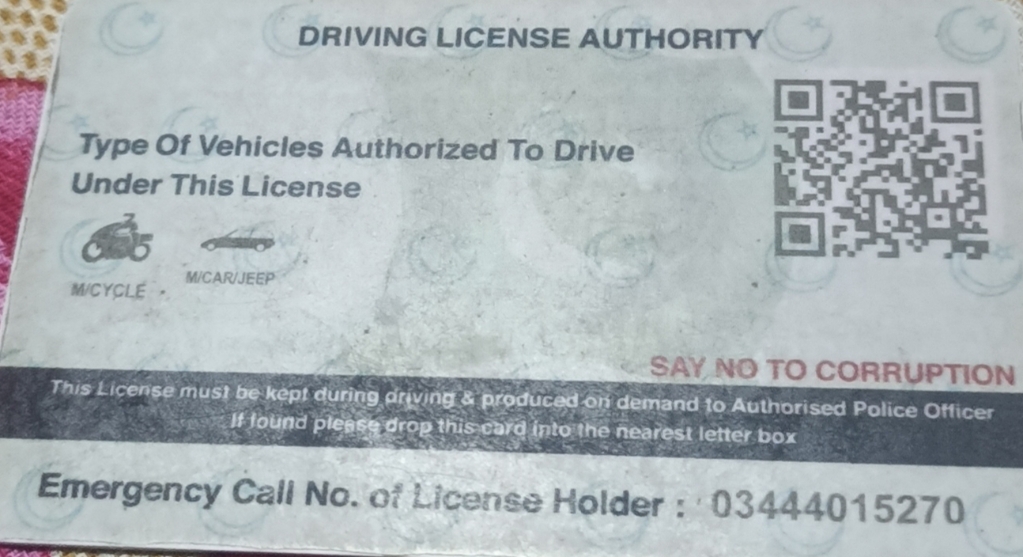 DRIVING LICENSE AUTHORITY
Type Of Vehicles Authorized To Drive
Under This License
M/CYCLE
M/CAR/JEEP
SAY NO TO CORRUPTION
This License must be kept during driving & produced on demand to Authorised Police Officer
If found please drop this card into the nearest letter box
Emergency Call No. of License Holder : 03444015270